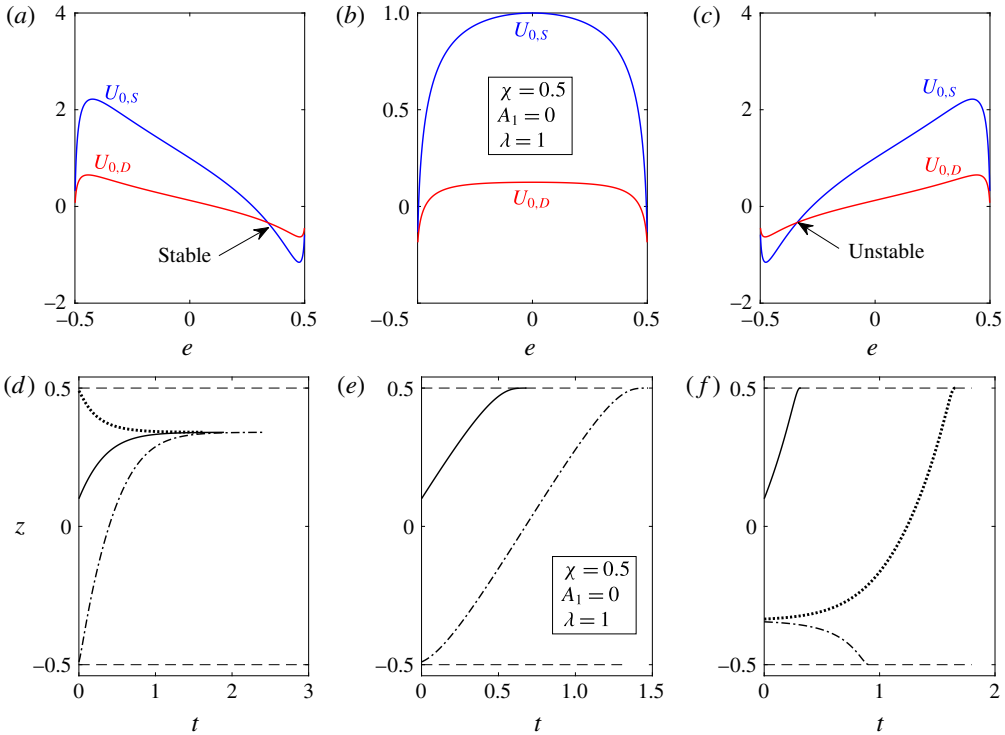 (a)
4
2
0
−2
U0,S
U0,D
Stable
−0.5
0
0.5
e
(b)
1.0
0.5
0
U0,S
χ = 0.5
A1 = 0
λ = 1
U0,D
−0.5
0
0.5
e
(c)
4
2
0
−2
U0,S
U0,D
Unstable
−0.5
0
0.5
e
(d)
0.5
0
−0.5
z
0
1
2
3
t
(e)
0.5
0
−0.5
χ = 0.5
A1 = 0
λ = 1
0
0.5
1.0
1.5
t
(f)
0.5
0
−0.5
0
1
2
t